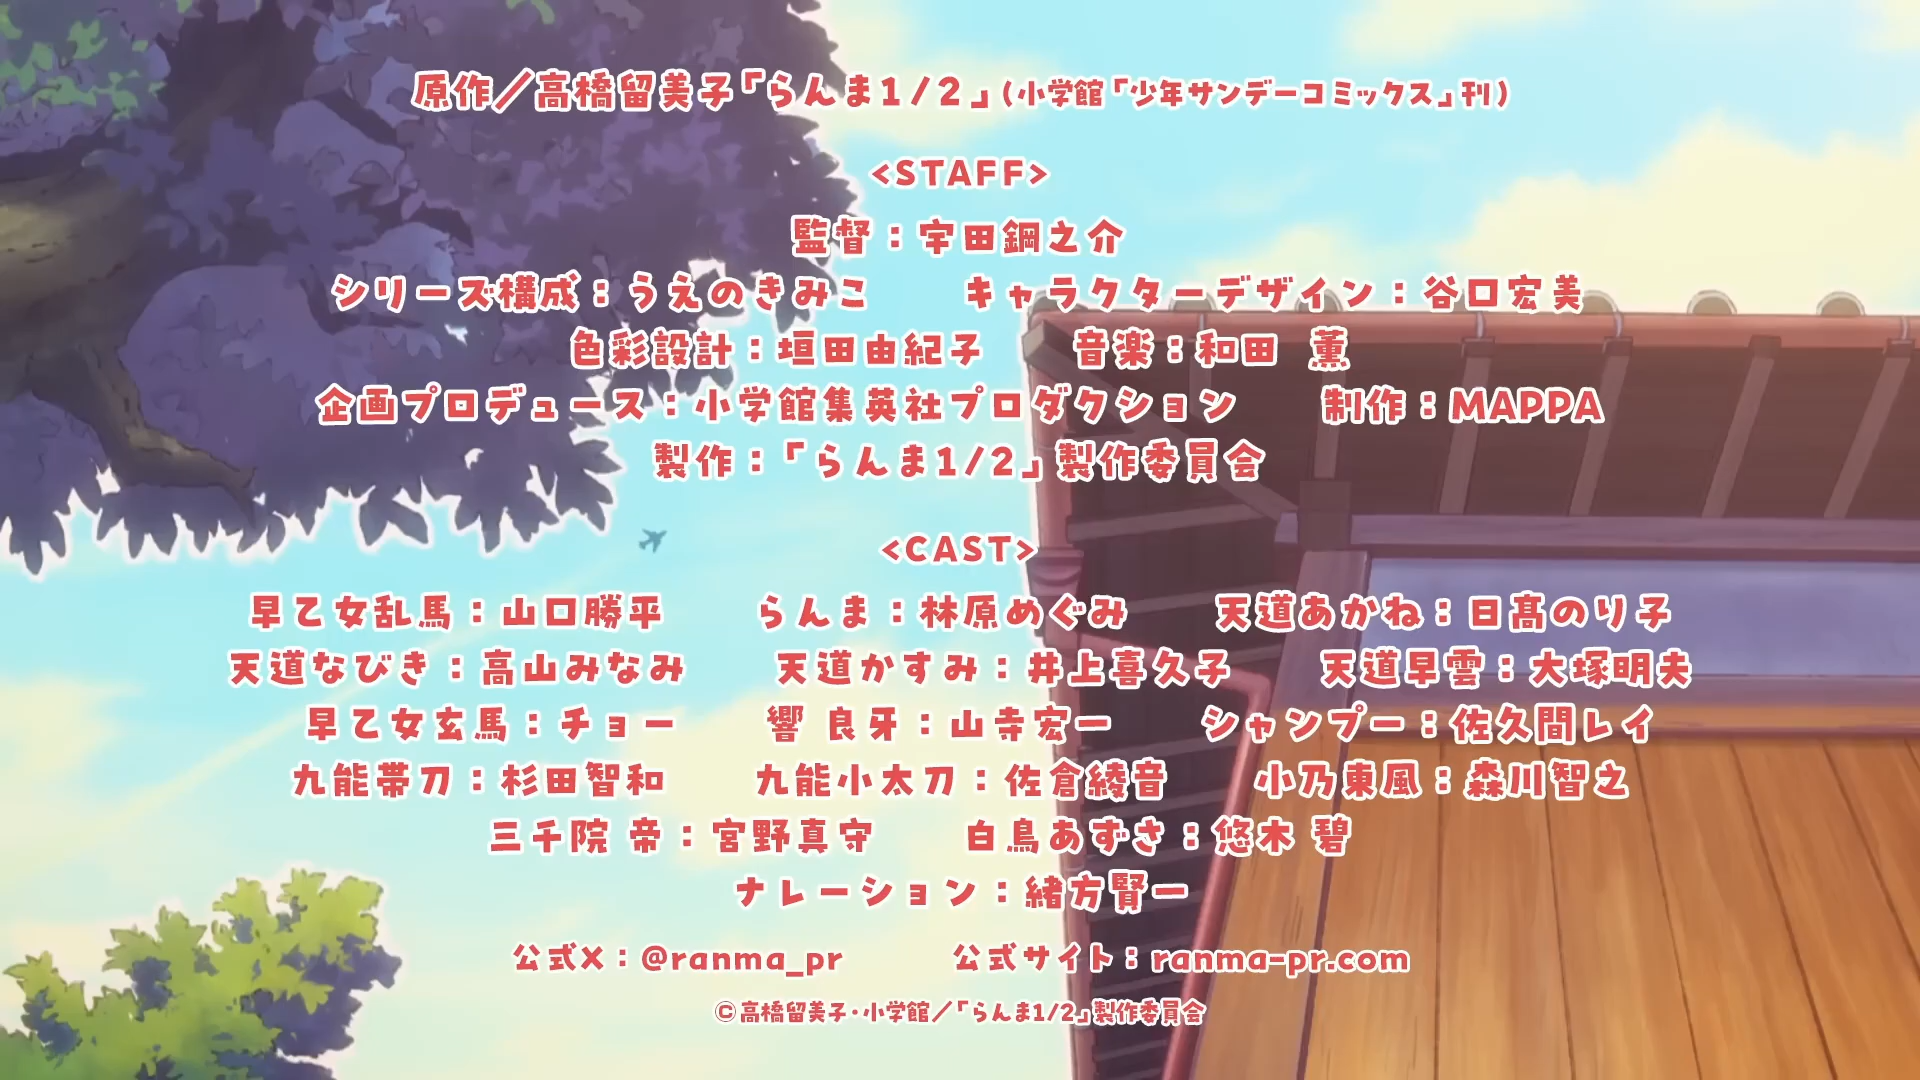 原作／高橋留美子「らんま1/2」(小学館「少年サンデーコミックス」刊)
<STAFF>
監督：宇田鋼之介
シリーズ構成：うえのきみこ　キャラクターデザイン：谷口宏美
色彩設計：垣田由紀子　音楽：和田 薫
企画プロデュース：小学館集英社プロダクション　制作：MAPPA
製作：「らんま1/2」製作委員会
<CAST>
早乙女乱馬：山口勝平　らんま：林原めぐみ　天道あかね：日髙のり子
天道なびき：高山みなみ　天道かすみ：井上喜久子　天道早雲：大塚明夫
早乙女玄馬：チョー　響 良牙：山寺宏一　シャンプー：佐久間レイ
九能帯刀：杉田智和　九能小太刀：佐倉綾音　小乃東風：森川智之
三千院 帝：宮野真守　白鳥あずさ：悠木 碧
ナレーション：緒方賢一
公式X：@ranma_pr　公式サイト：ranma-pr.com
©高橋留美子・小学館／「らんま1/2」製作委員会